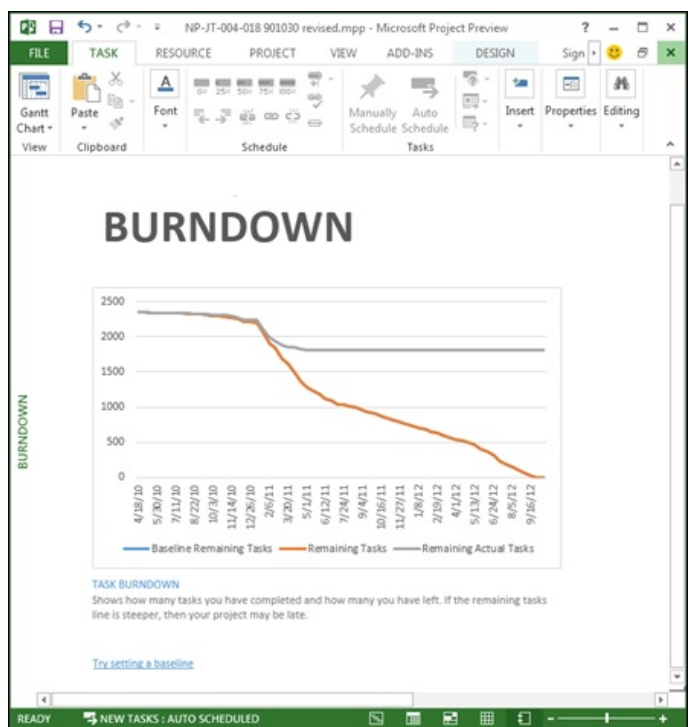 NP-JT-004-018 901030 revised.mpp - Microsoft Project Preview
FILE TASK RESOURCE PROJECT VIEW ADD-INS DESIGN Sign
Gantt
Chart
Paste
Font
0% 25% 50% 75% 100%
Manually
Schedule
Auto
Schedule
Insert
Properties
Editing
View Clipboard Schedule Tasks
BURNDOWN
BURNDOWN
2500
2000
1500
1000
500
0
4/18/10
5/30/10
7/11/10
8/22/10
10/3/10
11/14/10
12/26/10
2/6/11
3/20/11
5/1/11
6/12/11
7/24/11
9/4/11
10/16/11
11/27/11
1/8/12
2/19/12
4/1/12
5/13/12
6/24/12
8/5/12
9/16/12
Baseline Remaining Tasks Remaining Tasks Remaining Actual Tasks
TASK BURNDOWN
Shows how many tasks you have completed and how many you have left. If the remaining tasks
line is steeper, then your project may be late.
Try setting a baseline
READY NEW TASKS : AUTO SCHEDULED